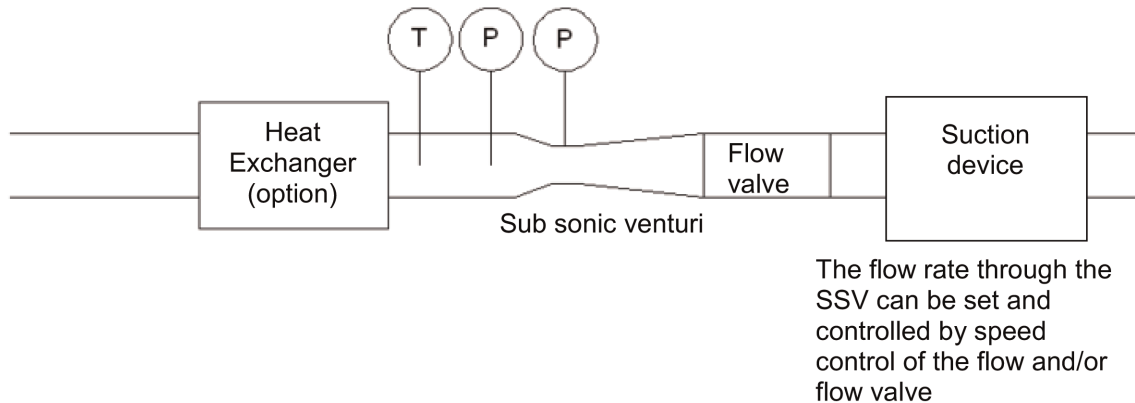 T
P
P
Heat
Exchanger
(option)
Flow
valve
Suction
device
Sub sonic venturi
The flow rate through the
SSV can be set and
controlled by speed
control of the flow and/or
flow valve